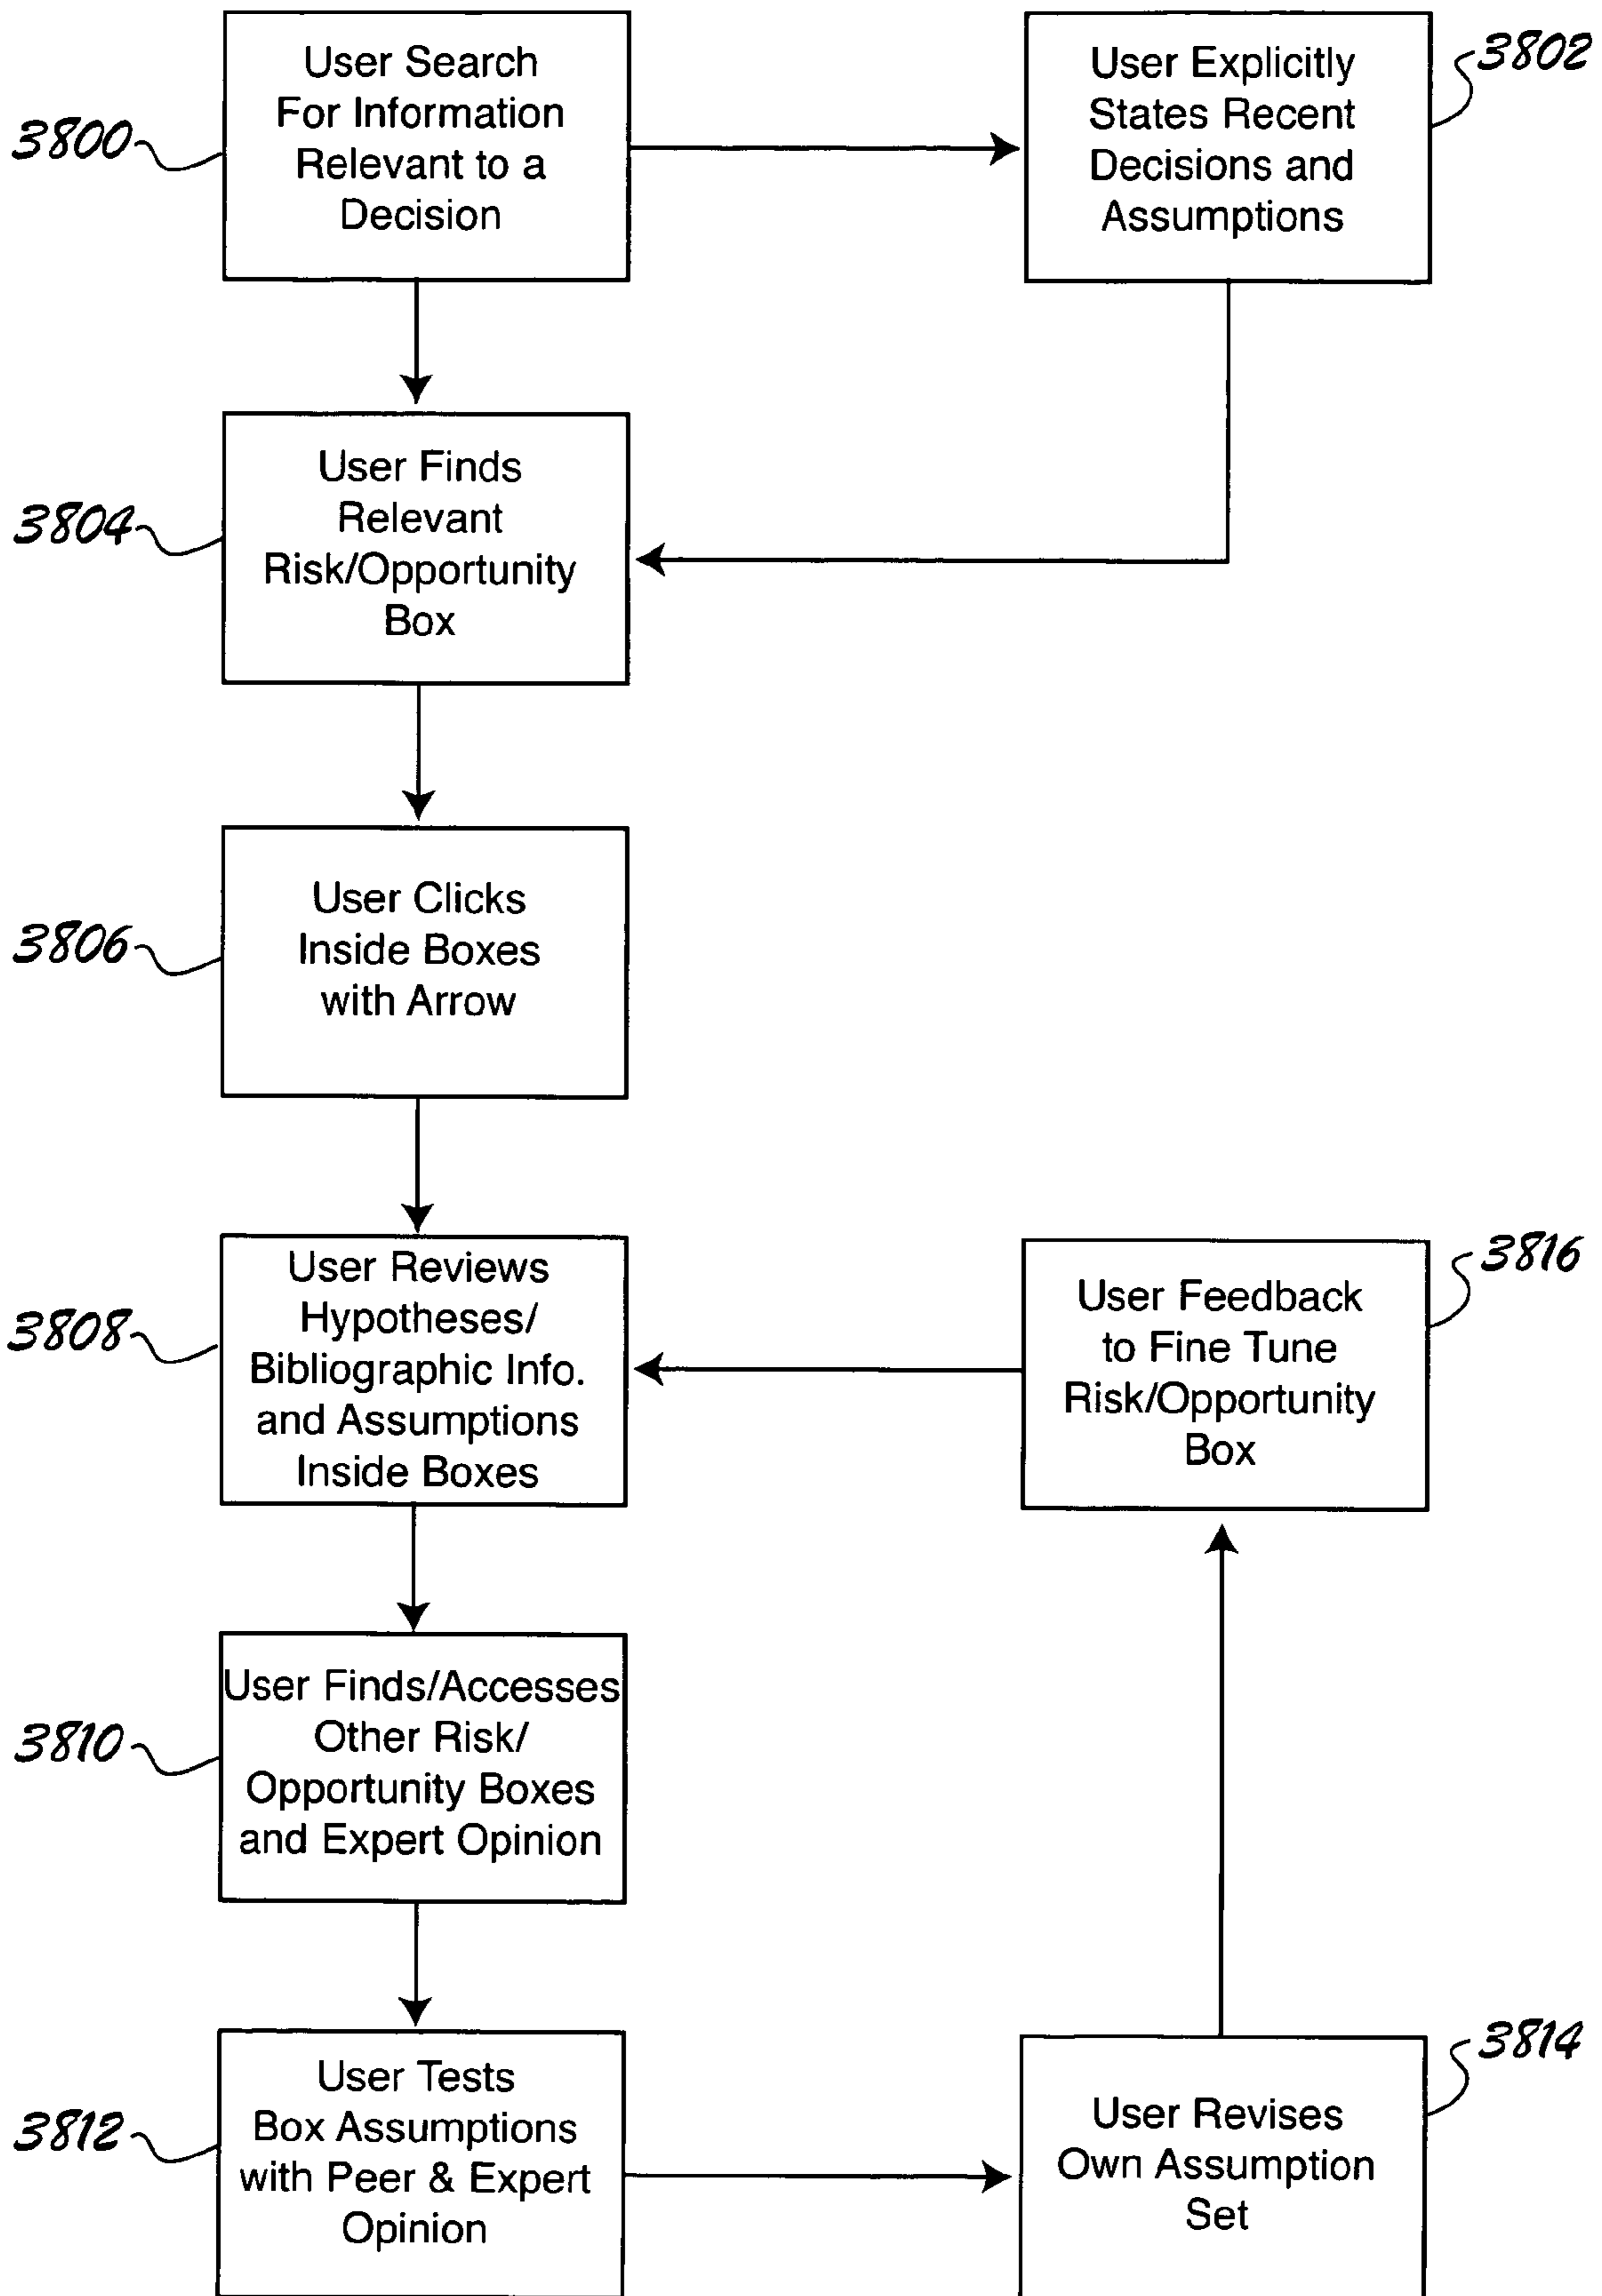 User Search
For Information
Relevant to a
Decision
3800
User Explicitly
States Recent
Decisions and
Assumptions
3802
User Finds
Relevant
Risk/Opportunity
Box
3804
User Clicks
Inside Boxes
with Arrow
3806
User Reviews
Hypotheses/
Bibliographic Info.
and Assumptions
Inside Boxes
3808
User Feedback
to Fine Tune
Risk/Opportunity
Box
3816
User Finds/Accesses
Other Risk/
Opportunity Boxes
and Expert Opinion
3810
User Tests
Box Assumptions
with Peer & Expert
Opinion
3812
User Revises
Own Assumption
Set
3814